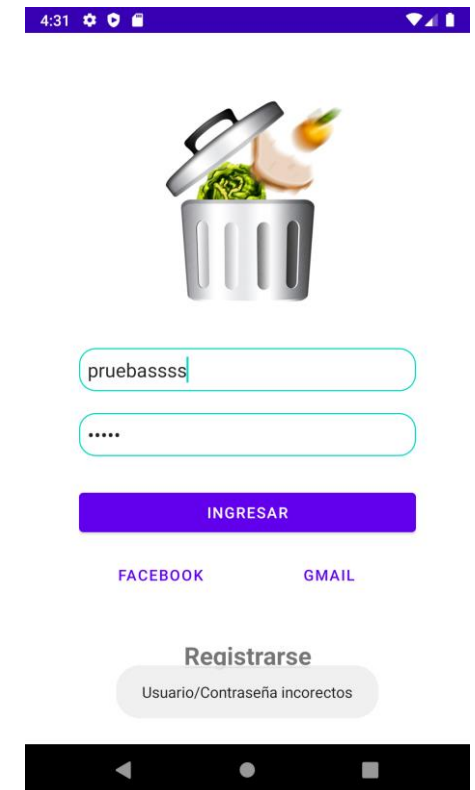 4:31
pruebassss
•••••
INGRESAR
FACEBOOK GMAIL
Registrarse
Usuario/Contraseña incorectos